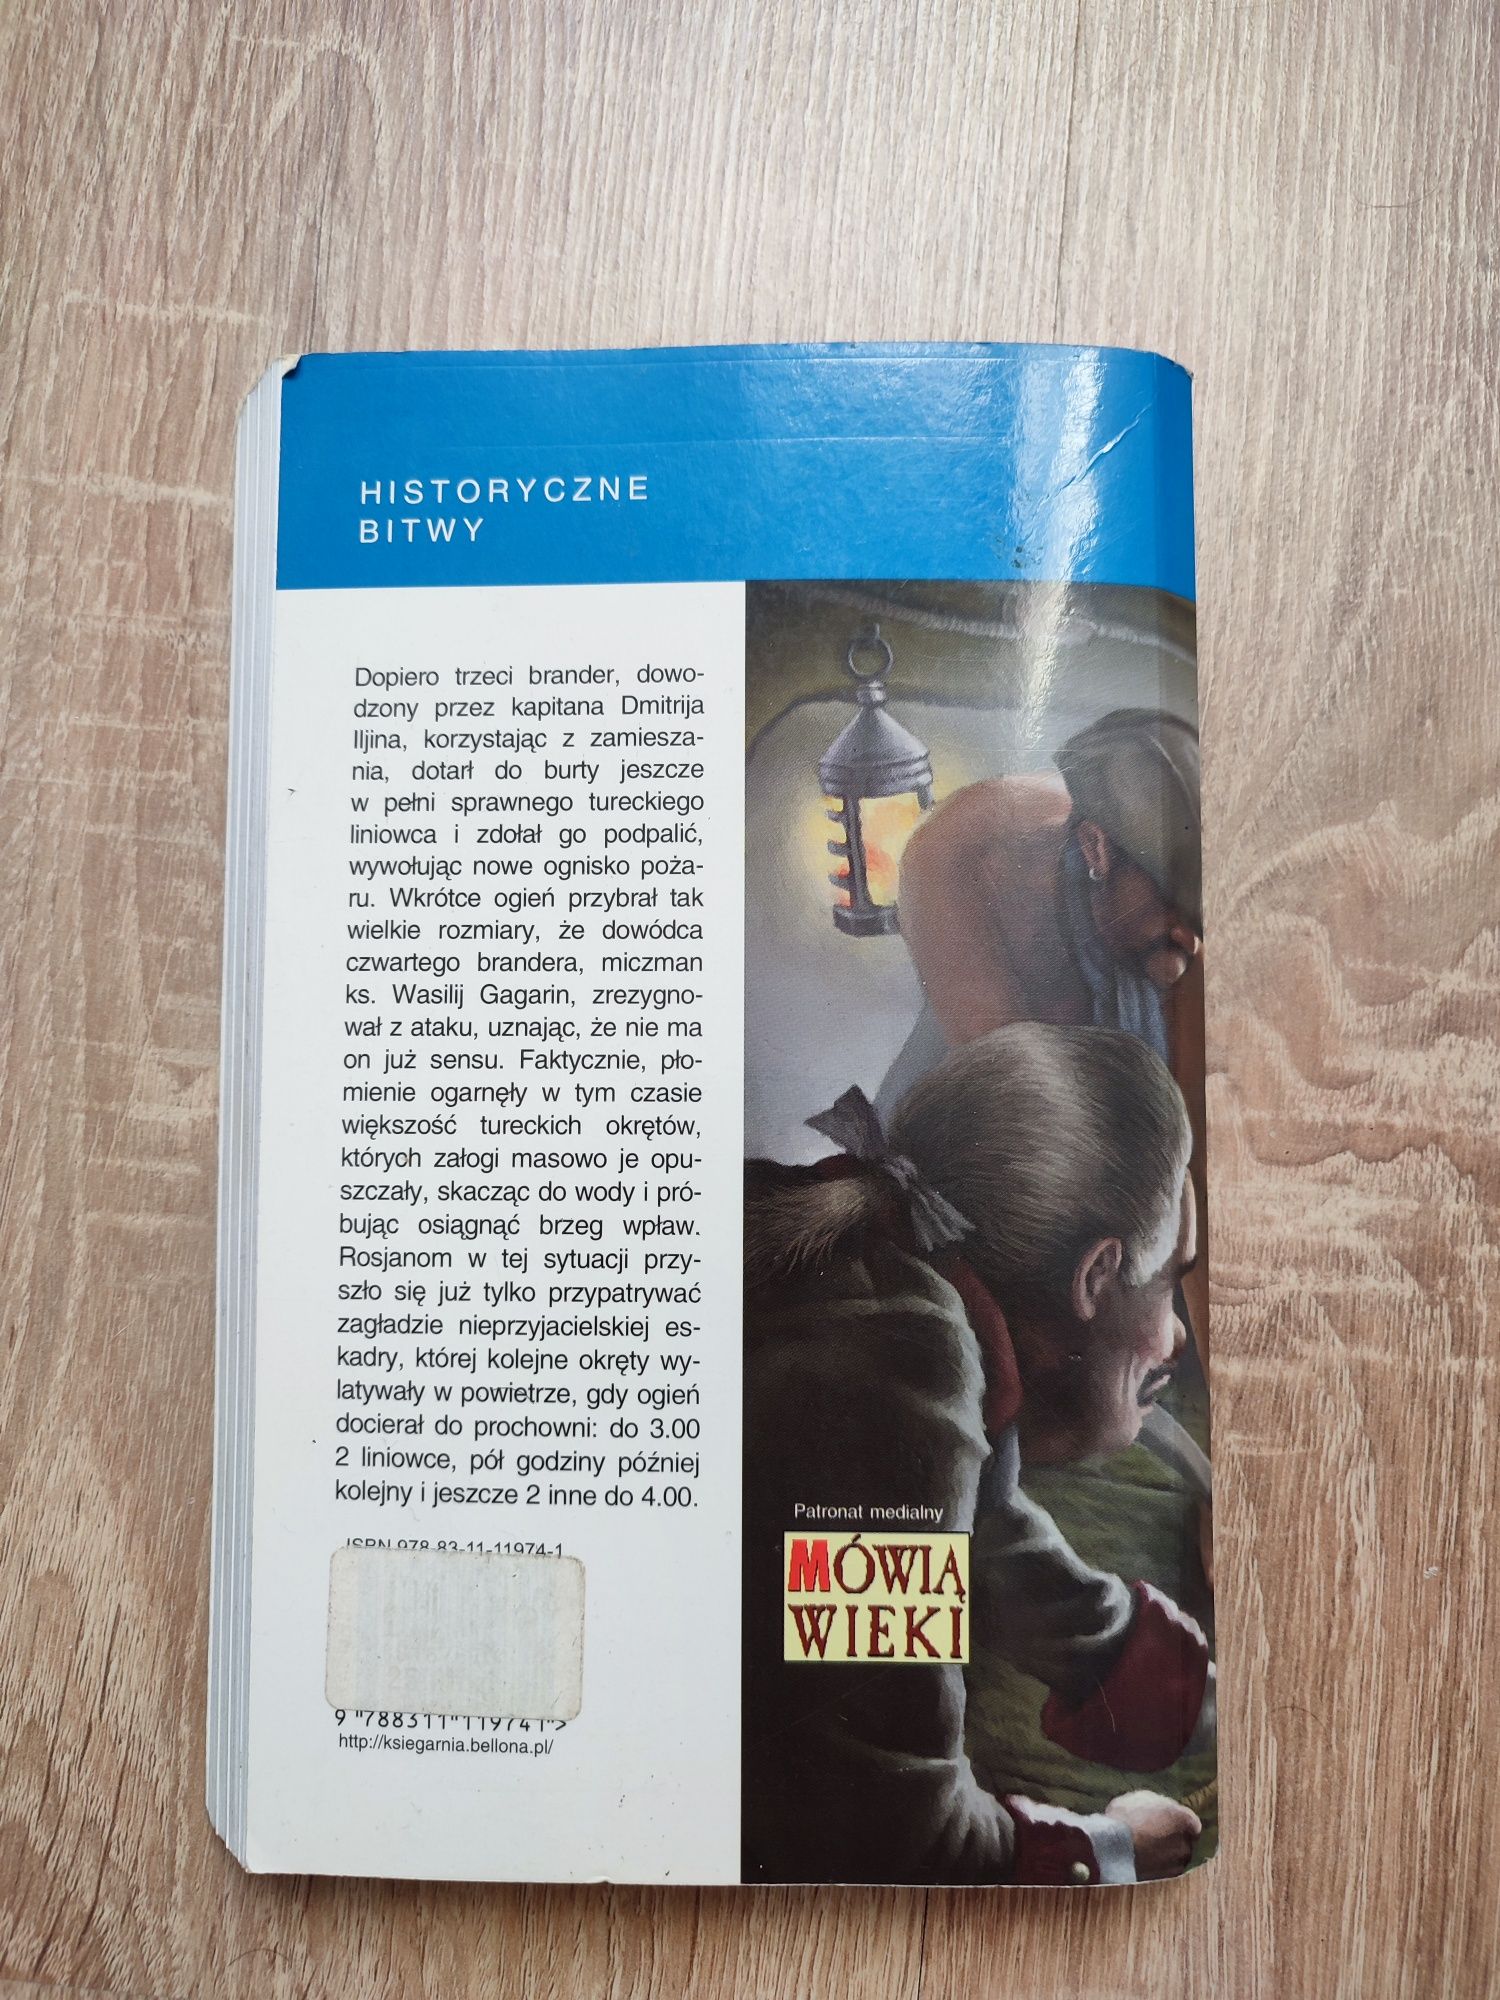 HISTORYCZNE
BITWY
Dopiero trzeci brander, dowo-
dzony przez kapitana Dmitrija
Iljina, korzystając z zamiesza-
nia, dotarł do burty jeszcze
w pełni sprawnego tureckiego
liniowca i zdołał go podpalić,
wywołując nowe ognisko poża-
ru. Wkrótce ogień przybrał tak
wielkie rozmiary, że dowódca
czwartego brandera, miczman
ks. Wasilij Gagarin, zrezygno-
wał z ataku, uznając, że nie ma
on już sensu. Faktycznie, pło-
mienie ogarnęły w tym czasie
większość tureckich okrętów,
których załogi masowo je opu-
szczały, skacząc do wody i pró-
bując osiągnąć brzeg wpław.
Rosjanom w tej sytuacji przy-
szło się już tylko przypatrywać
zagładzie nieprzyjacielskiej es-
kadry, której kolejne okręty wy-
latywały w powietrze, gdy ogień
docierał do prochowni: do 3.00
2 liniowce, pół godziny później
kolejny i jeszcze 2 inne do 4.00.
ISBN 978-83-11-11974-1
9 788311 119741 >
http://ksiegarnia.bellona.pl/
Patronat medialny
MÓWIĄ
WIEKI